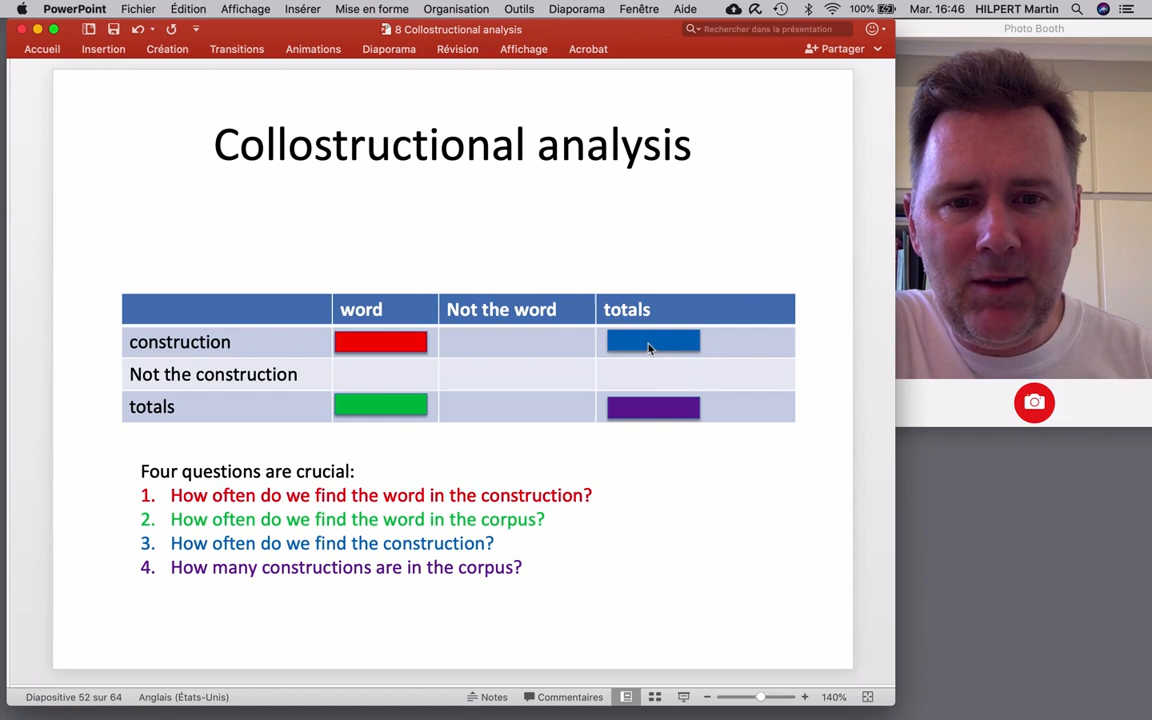 PowerPoint Fichier Édition Affichage Insérer Mise en forme Organisation Outils Diaporama Fenêtre Aide 100% Mar. 16:46 HILPERT Martin
8 Collostructional analysis
Rechercher dans la présentation
Photo Booth
Accueil Insertion Création Transitions Animations Diaporama Révision Affichage Acrobat Partager
Collostructional analysis
word Not the word totals
construction
Not the construction
totals
Four questions are crucial:
1. How often do we find the word in the construction?
2. How often do we find the word in the corpus?
3. How often do we find the construction?
4. How many constructions are in the corpus?
Diapositive 52 sur 64 Anglais (États-Unis) Notes Commentaires 140%